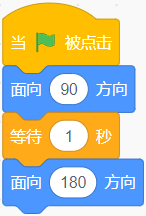 当 被点击
面向 90 方向
等待 1 秒
面向 180 方向